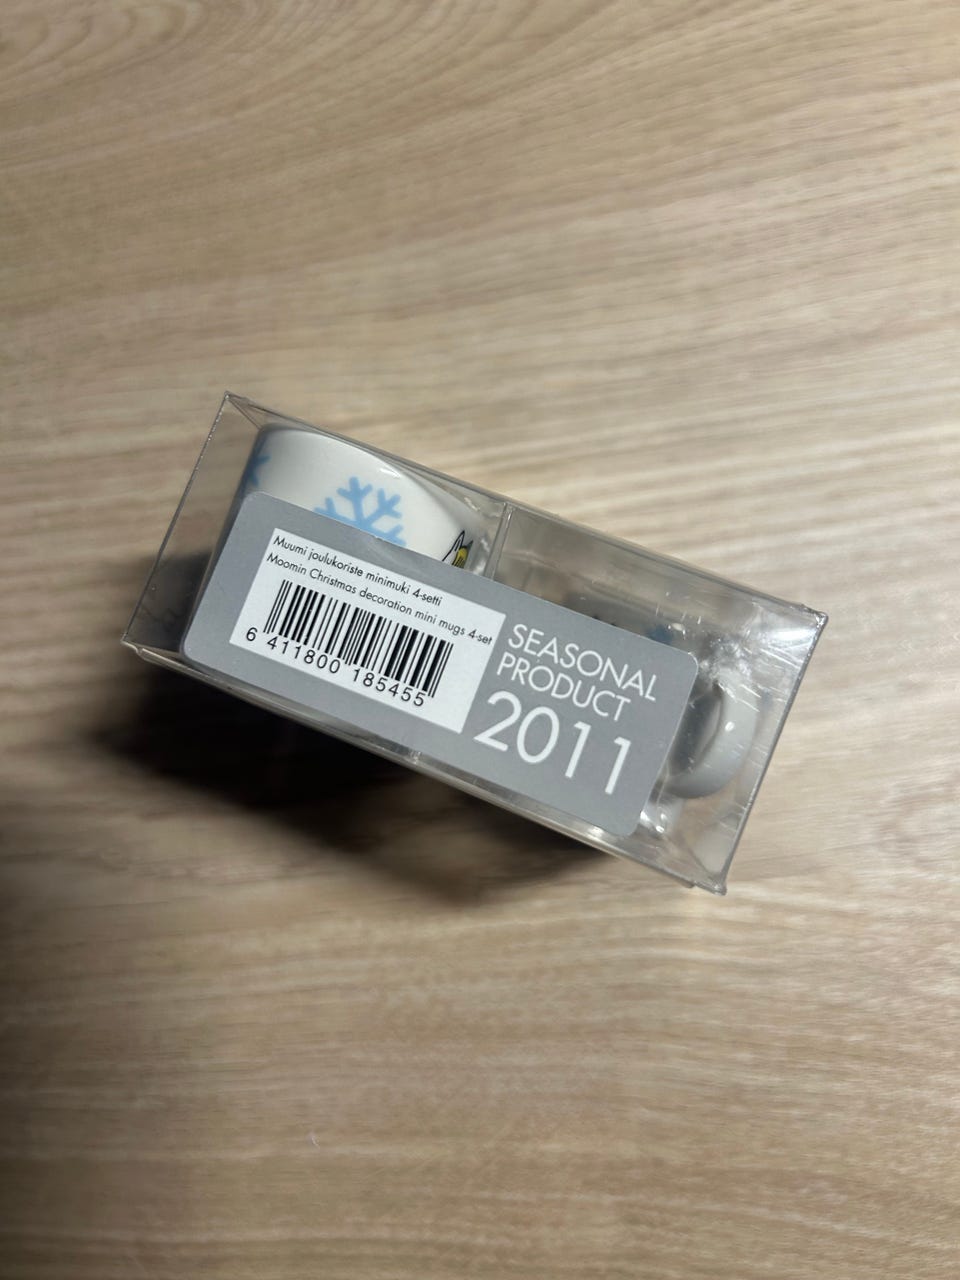 Muumi joulukoriste minimuki 4-setti
Moomin Christmas decoration mini mugs 4-set
6 411800 185455
SEASONAL
PRODUCT
2011